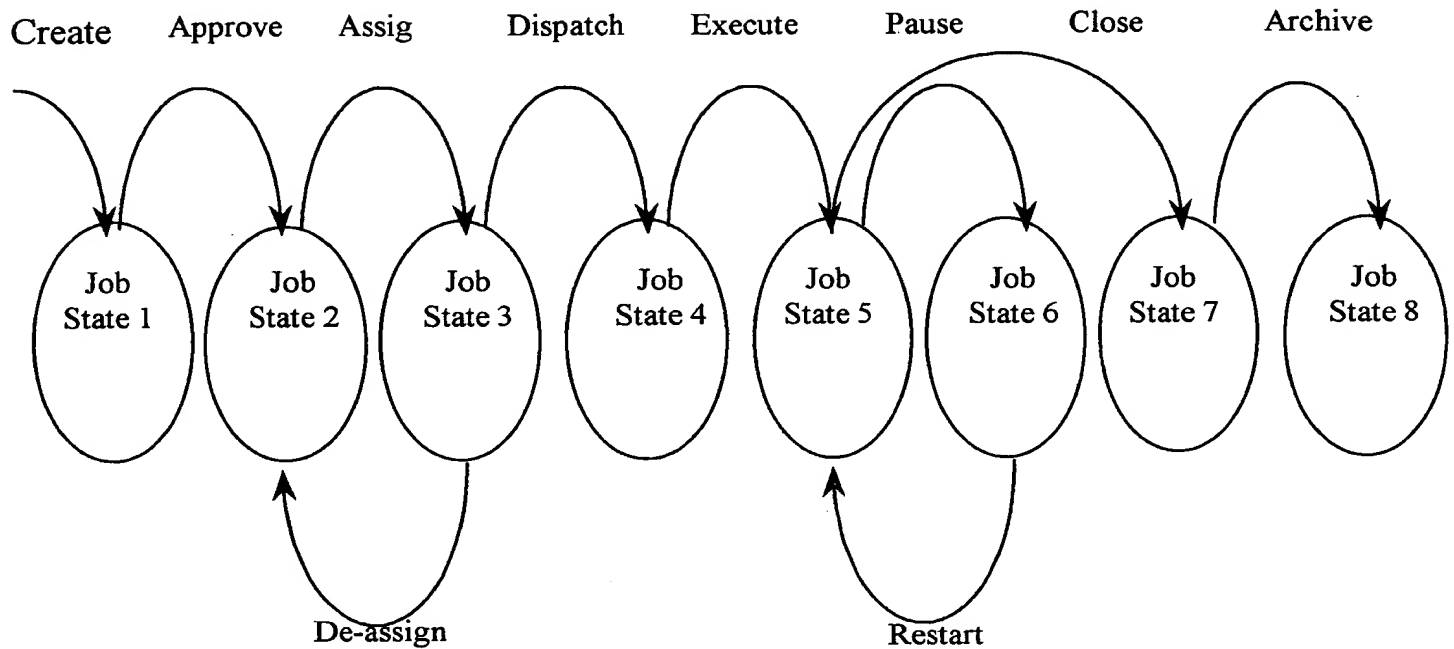 Create Approve Assig Dispatch Execute Pause Close Archive
Job
State 1
Job
State 2
Job
State 3
Job
State 4
Job
State 5
Job
State 6
Job
State 7
Job
State 8
De-assign
Restart